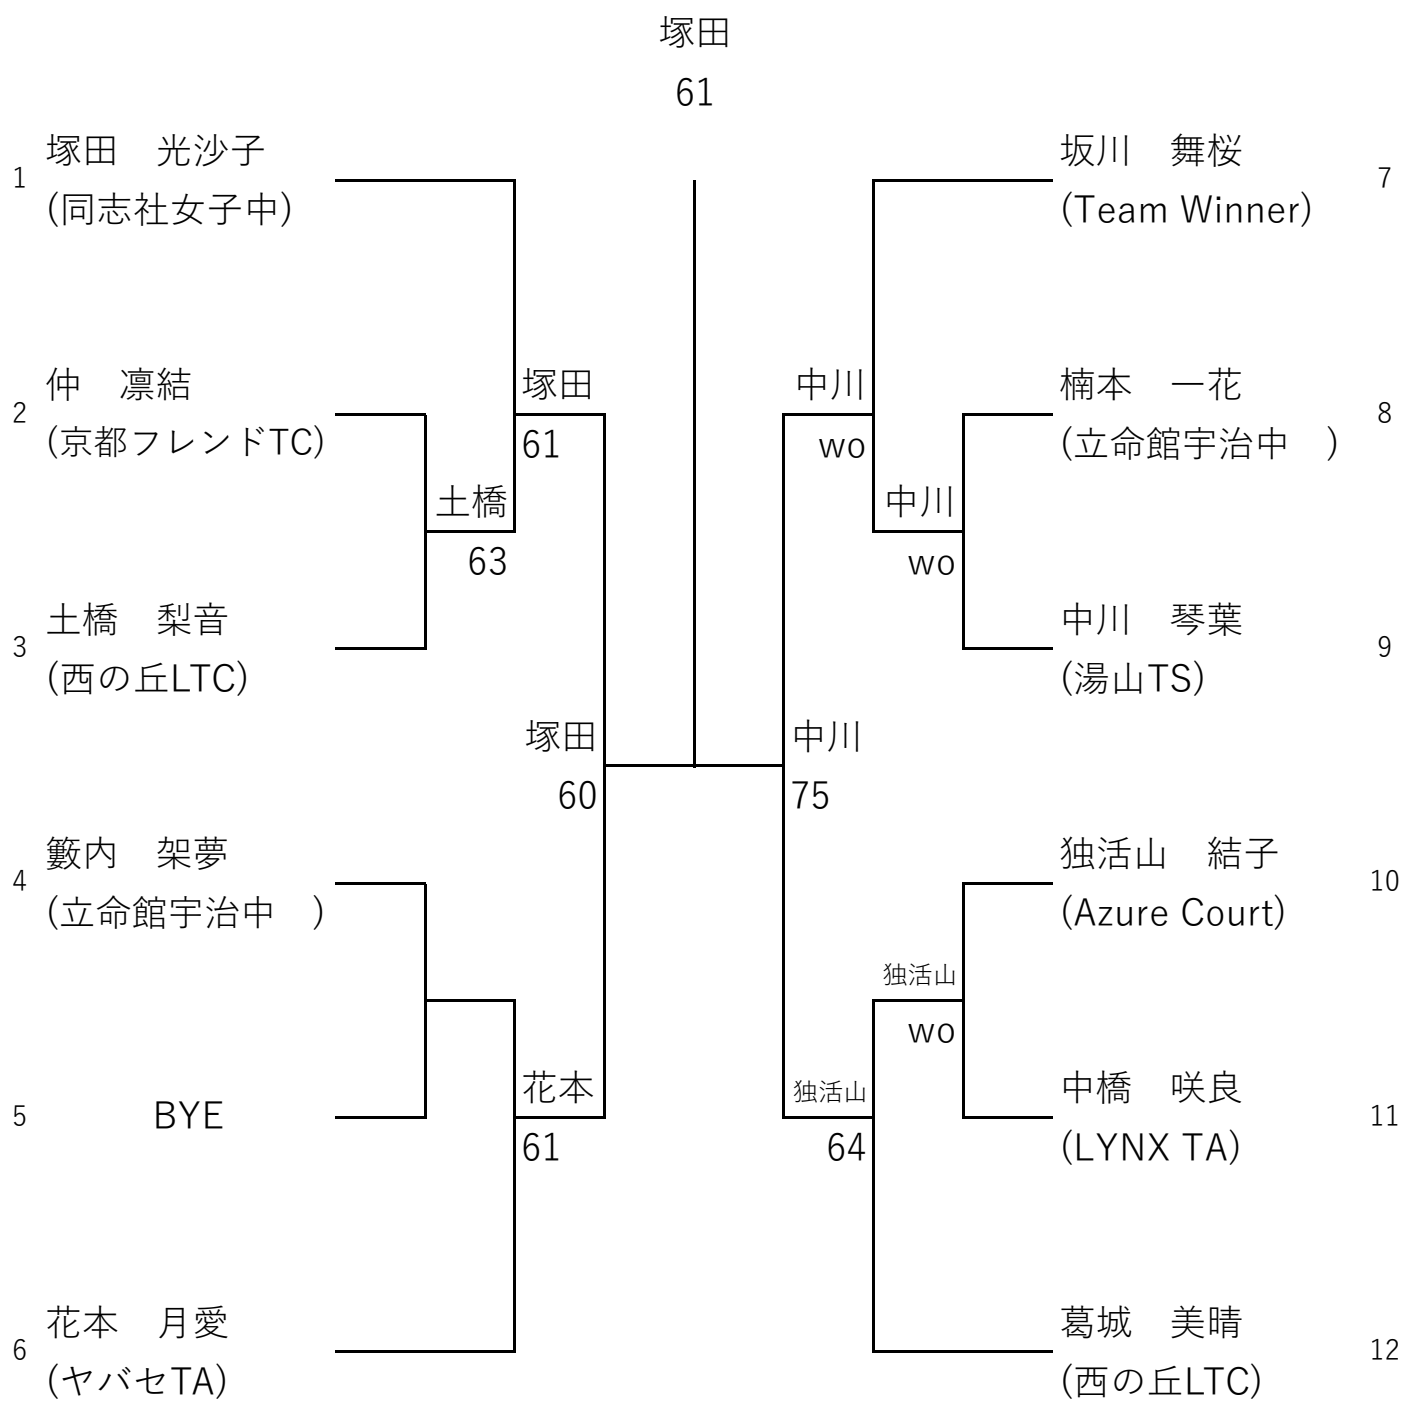 塚田
61
1
塚田　光沙子
(同志社女子中)
2
仲　凛結
(京都フレンドTC)
3
土橋　梨音
(西の丘LTC)
4
籔内　架夢
(立命館宇治中　)
5
BYE
6
花本　月愛
(ヤバセTA)
土橋
63
塚田
61
花本
61
塚田
60
中川
75
中川
wo
独活山
64
中川
wo
独活山
wo
坂川　舞桜
(Team Winner)
7
楠本　一花
(立命館宇治中　)
8
中川　琴葉
(湯山TS)
9
独活山　結子
(Azure Court)
10
中橋　咲良
(LYNX TA)
11
葛城　美晴
(西の丘LTC)
12